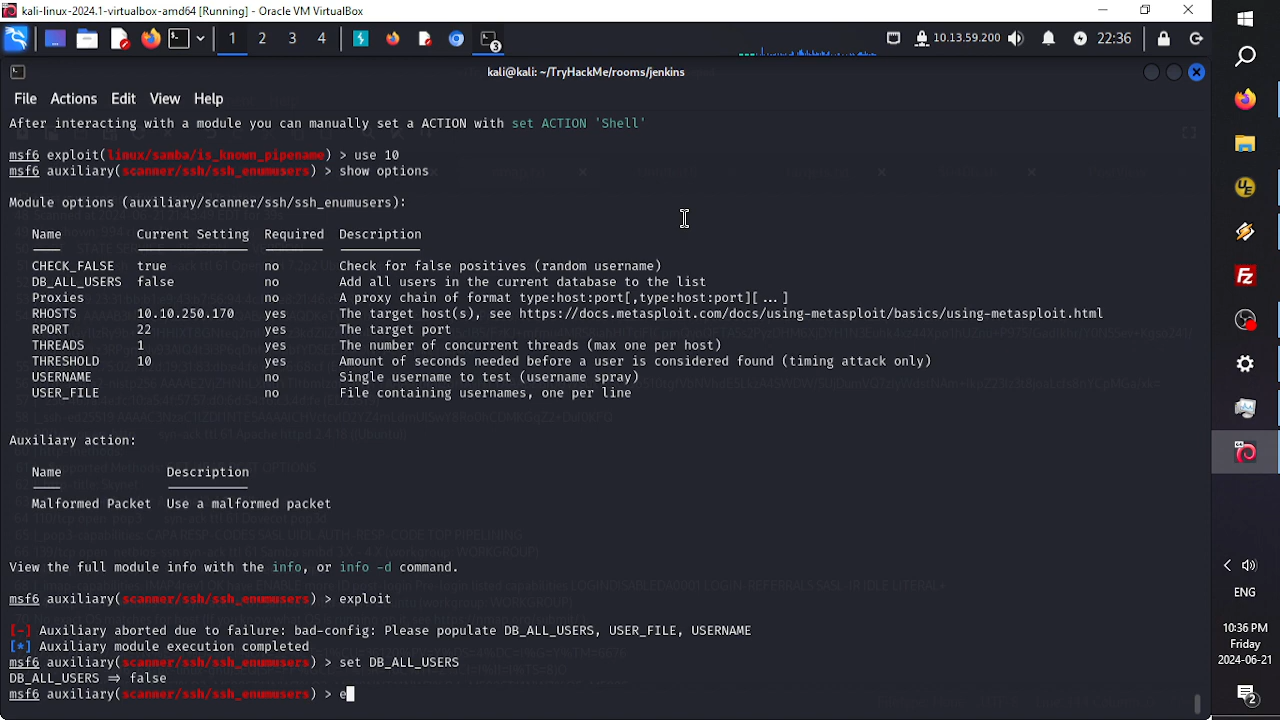 kali-linux-2024.1-virtualbox-amd64 [Running] - Oracle VM VirtualBox
1 2 3 4 3 10.13.59.200 22:36
kali@kali: ~/TryHackMe/rooms/jenkins
File Actions Edit View Help
After interacting with a module you can manually set a ACTION with set ACTION 'Shell'
msf6 exploit(linux/samba/is_known_pipename) > use 10
msf6 auxiliary(scanner/ssh/ssh_enumusers) > show options
Module options (auxiliary/scanner/ssh/ssh_enumusers):
Name Current Setting Required Description
CHECK_FALSE true no Check for false positives (random username)
DB_ALL_USERS false no Add all users in the current database to the list
Proxies no A proxy chain of format type:host:port[,type:host:port][...]
RHOSTS 10.10.250.170 yes The target host(s), see https://docs.metasploit.com/docs/using-metasploit/basics/using-metasploit.html
RPORT 22 yes The target port
THREADS 1 yes The number of concurrent threads (max one per host)
THRESHOLD 10 yes Amount of seconds needed before a user is considered found (timing attack only)
USERNAME no Single username to test (username spray)
USER_FILE no File containing usernames, one per line
Auxiliary action:
Name Description
Malformed Packet Use a malformed packet
View the full module info with the info, or info -d command.
msf6 auxiliary(scanner/ssh/ssh_enumusers) > exploit
[-] Auxiliary aborted due to failure: bad-config: Please populate DB_ALL_USERS, USER_FILE, USERNAME
[*] Auxiliary module execution completed
msf6 auxiliary(scanner/ssh/ssh_enumusers) > set DB_ALL_USERS
DB_ALL_USERS => false
msf6 auxiliary(scanner/ssh/ssh_enumusers) > e
ENG
10:36 PM
Friday
2024-06-21
2